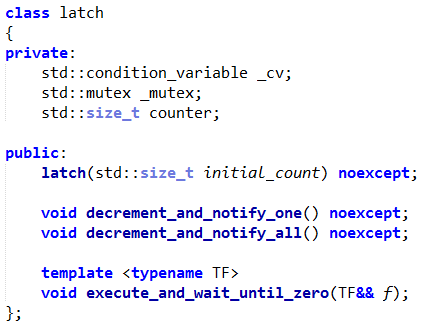 class latch
{
private:
    std::condition_variable _cv;
    std::mutex _mutex;
    std::size_t counter;

public:
    latch(std::size_t initial_count) noexcept;

    void decrement_and_notify_one() noexcept;
    void decrement_and_notify_all() noexcept;

    template <typename TF>
    void execute_and_wait_until_zero(TF&& f);
};